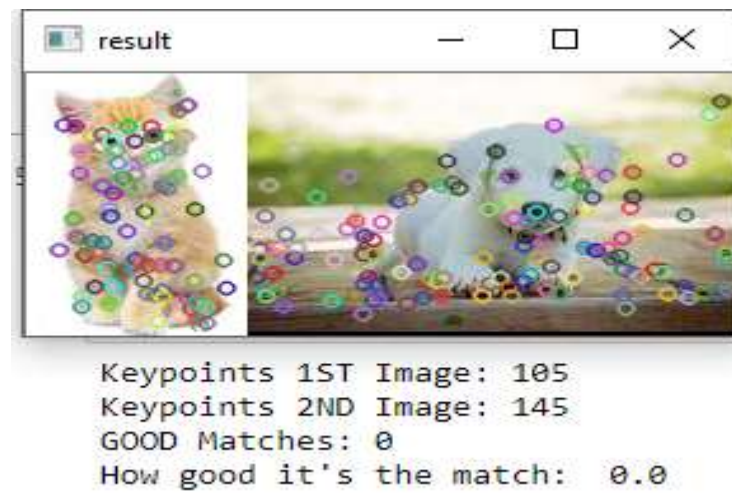 result
Keypoints 1ST Image: 105
Keypoints 2ND Image: 145
GOOD Matches: 0
How good it's the match:  0.0